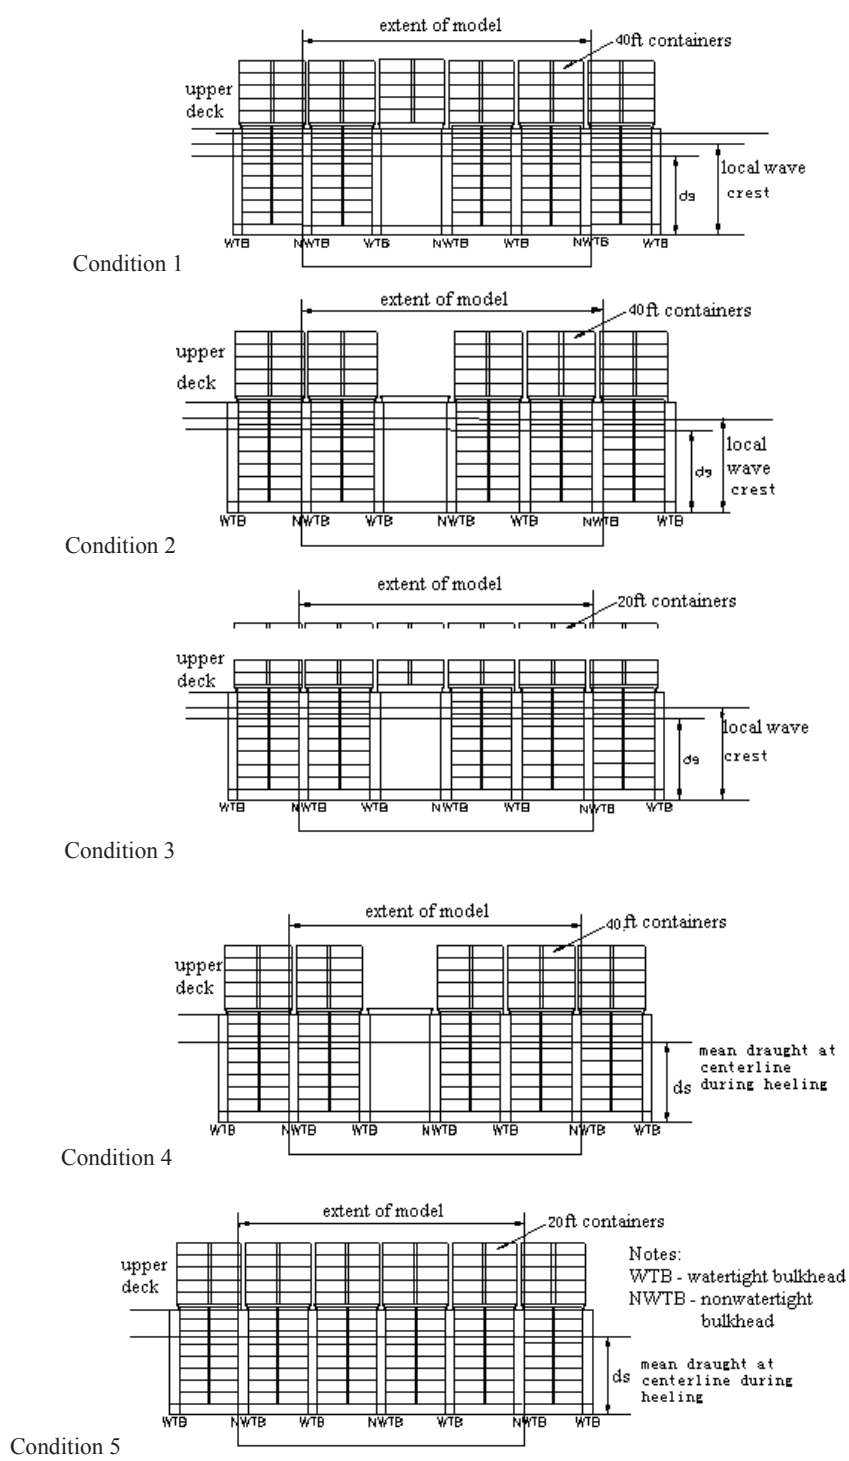 extent of model
40ft containers
upper
deck
local wave
crest
ds
WTB NWTB WTB NWTB WTB NWTB WTB
Condition 1
extent of model
40ft containers
upper
deck
local
wave
crest
ds
WTB NWTB WTB NWTB WTB NWTB WTB
Condition 2
extent of model
20ft containers
upper
deck
local wave
crest
ds
WTB NWTB WTB NWTB WTB NWTB WTB
Condition 3
extent of model
40,ft containers
upper
deck
mean draught at
centerline
during heeling
ds
WTB NWTB WTB NWTB WTB NWTB WTB
Condition 4
extent of model
20ft containers
upper
deck
Notes:
WTB - watertight bulkhead
NWTB - nonwatertight
bulkhead
ds
mean draught at
centerline during
heeling
WTB NWTB WTB NWTB WTB NWTB WTB
Condition 5